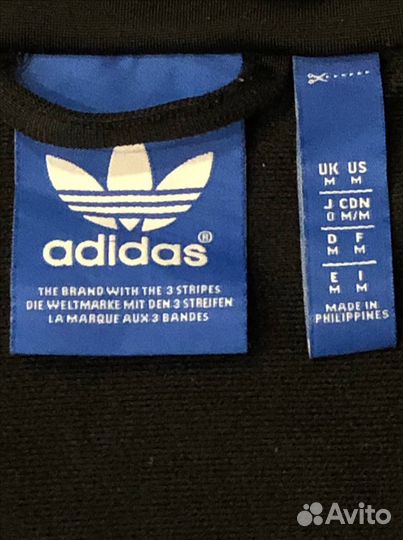 adidas®
THE BRAND WITH THE 3 STRIPES
DIE WELTMARKE MIT DEN 3 STREIFEN
LA MARQUE AUX 3 BANDES
UK US
M M
J CDN
O M/M
D F
M M
E I
M M
MADE IN
PHILIPPINES
Avito